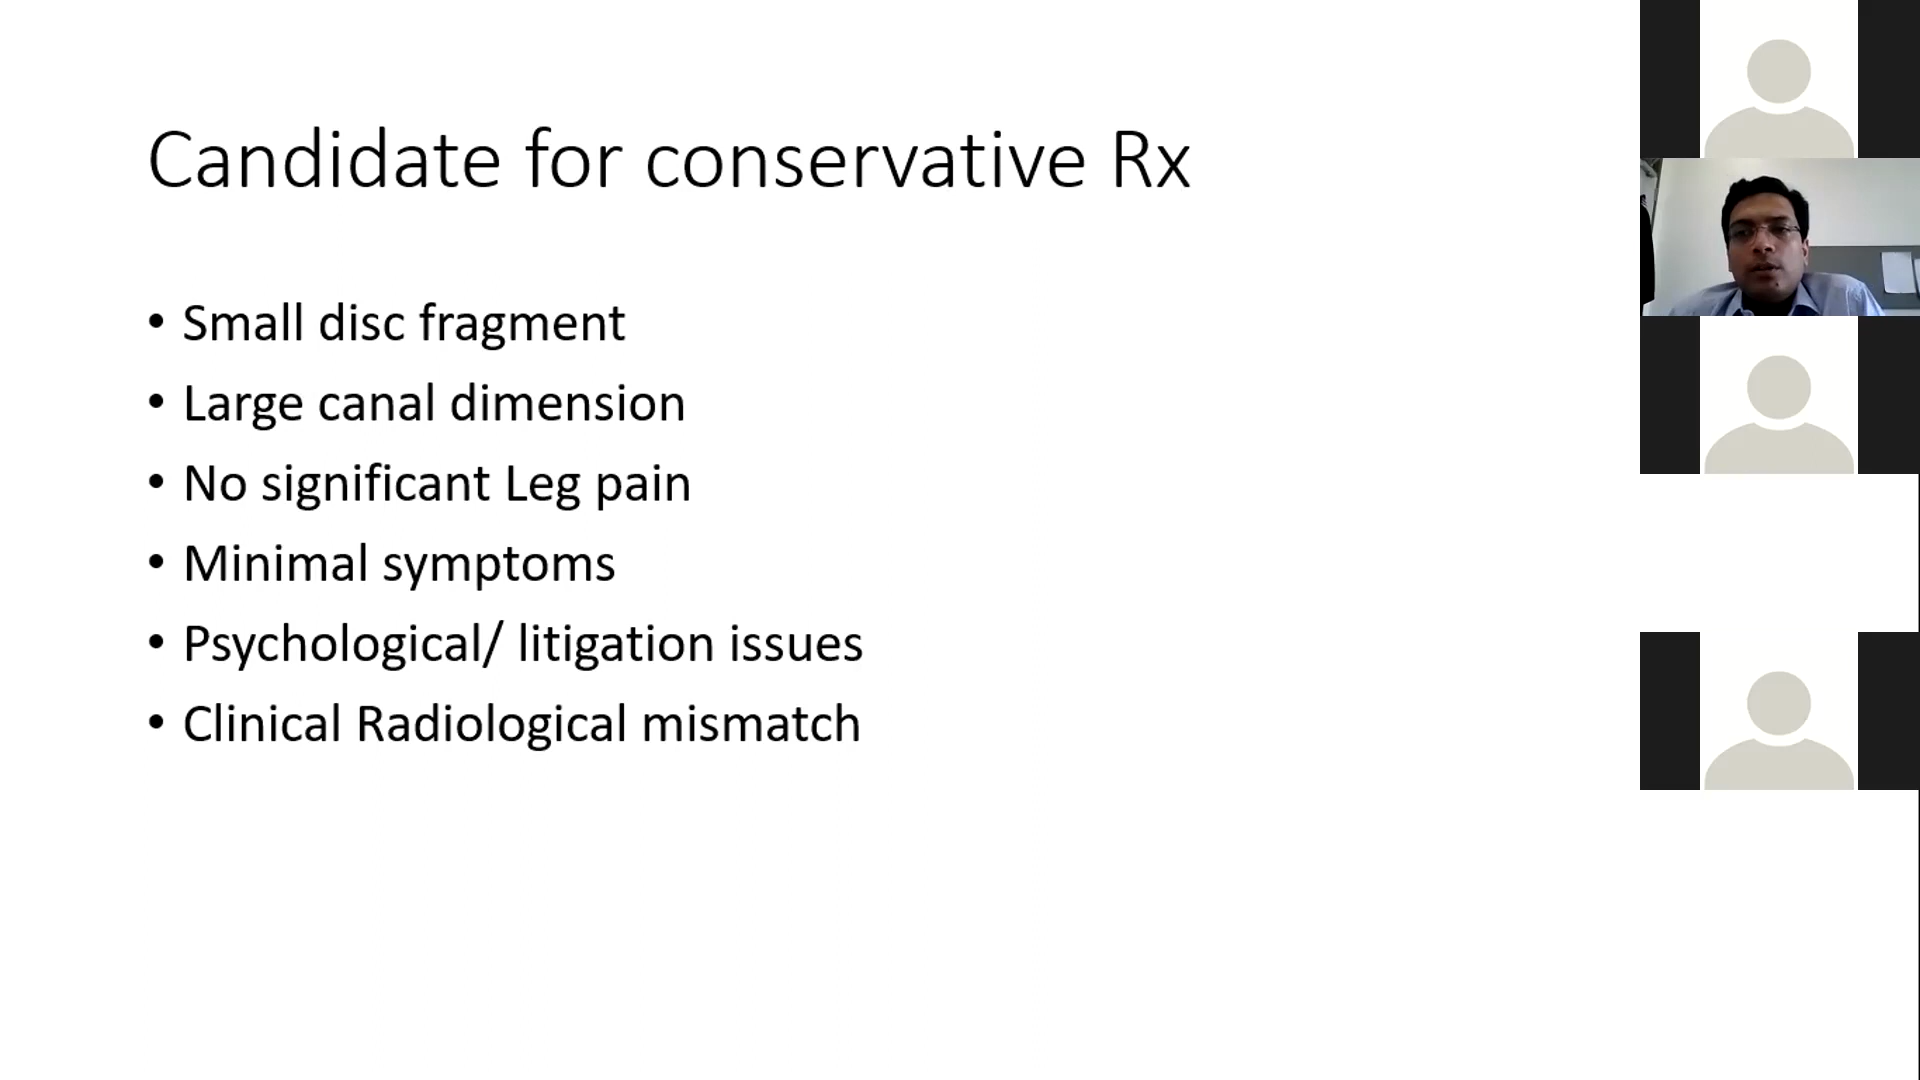 Candidate for conservative Rx
• Small disc fragment
• Large canal dimension
• No significant Leg pain
• Minimal symptoms
• Psychological/ litigation issues
• Clinical Radiological mismatch